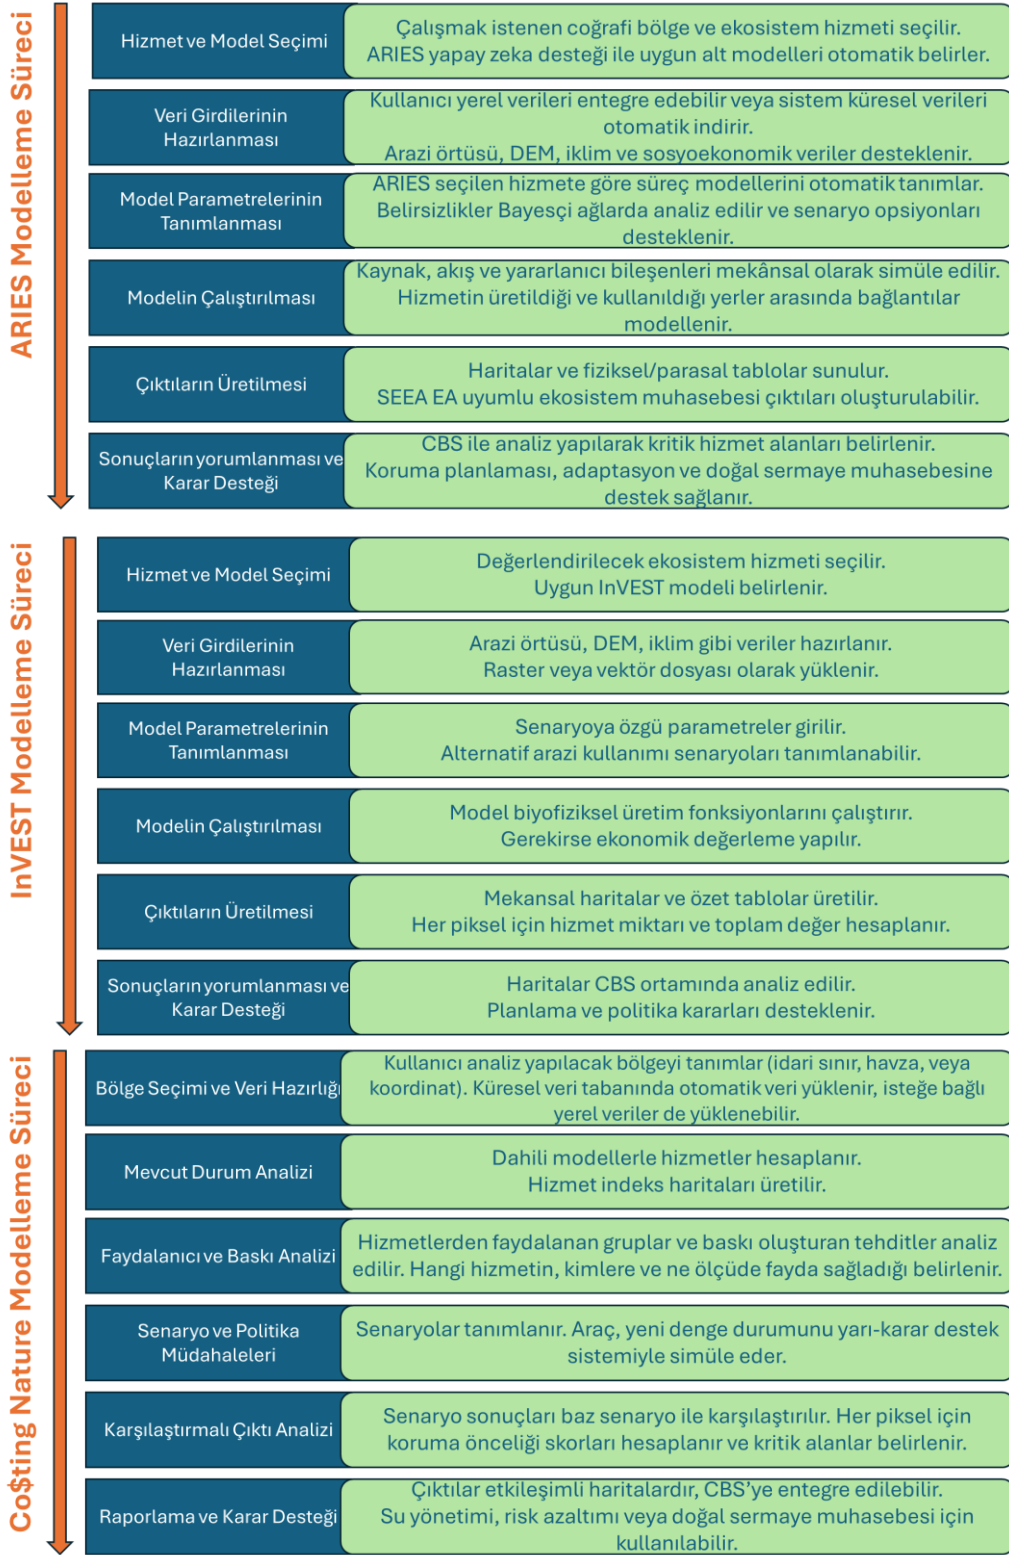 ARIES Modelleme Süreci
Hizmet ve Model Seçimi
Çalışmak istenen coğrafi bölge ve ekosistem hizmeti seçilir.
ARIES yapay zeka desteği ile uygun alt modelleri otomatik belirler.
Veri Girdilerinin
Hazırlanması
Kullanıcı yerel verileri entegre edebilir veya sistem küresel verileri
otomatik indirir.
Arazi örtüsü, DEM, iklim ve sosyoekonomik veriler desteklenir.
Model Parametrelerinin
Tanımlanması
ARIES seçilen hizmete göre süreç modellerini otomatik tanımlar.
Belirsizlikler Bayesçi ağlarda analiz edilir ve senaryo opsiyonları
desteklenir.
Modelin Çalıştırılması
Kaynak, akış ve yararlanıcı bileşenleri mekânsal olarak simüle edilir.
Hizmetin üretildiği ve kullanıldığı yerler arasında bağlantılar
modellenir.
Çıktıların Üretilmesi
Haritalar ve fiziksel/parasal tablolar sunulur.
SEEA EA uyumlu ekosistem muhasebesi çıktıları oluşturulabilir.
Sonuçların yorumlanması ve
Karar Desteği
CBS ile analiz yapılarak kritik hizmet alanları belirlenir.
Koruma planlaması, adaptasyon ve doğal sermaye muhasebesine
destek sağlanır.
InVEST Modelleme Süreci
Hizmet ve Model Seçimi
Değerlendirilecek ekosistem hizmeti seçilir.
Uygun InVEST modeli belirlenir.
Veri Girdilerinin
Hazırlanması
Arazi örtüsü, DEM, iklim gibi veriler hazırlanır.
Raster veya vektör dosyası olarak yüklenir.
Model Parametrelerinin
Tanımlanması
Senaryoya özgü parametreler girilir.
Alternatif arazi kullanımı senaryoları tanımlanabilir.
Modelin Çalıştırılması
Model biyofiziksel üretim fonksiyonlarını çalıştırır.
Gerekirse ekonomik değerleme yapılır.
Çıktıların Üretilmesi
Mekansal haritalar ve özet tablolar üretilir.
Her piksel için hizmet miktarı ve toplam değer hesaplanır.
Sonuçların yorumlanması ve
Karar Desteği
Haritalar CBS ortamında analiz edilir.
Planlama ve politika kararları desteklenir.
Co$ting Nature Modelleme Süreci
Bölge Seçimi ve Veri Hazırlığı
Kullanıcı analiz yapılacak bölgeyi tanımlar (idari sınır, havza, veya
koordinat). Küresel veri tabanında otomatik veri yüklenir, isteğe bağlı
yerel veriler de yüklenebilir.
Mevcut Durum Analizi
Dahili modellerle hizmetler hesaplanır.
Hizmet indeks haritaları üretilir.
Faydalanıcı ve Baskı Analizi
Hizmetlerden faydalanan gruplar ve baskı oluşturan tehditler analiz
edilir. Hangi hizmetin, kimlere ve ne ölçüde fayda sağladığı belirlenir.
Senaryo ve Politika
Müdahaleleri
Senaryolar tanımlanır. Araç, yeni denge durumunu yarı-karar destek
sistemiyle simüle eder.
Karşılaştırmalı Çıktı Analizi
Senaryo sonuçları baz senaryo ile karşılaştırılır. Her piksel için
koruma önceliği skorları hesaplanır ve kritik alanlar belirlenir.
Raporlama ve Karar Desteği
Çıktılar etkileşimli haritalardır, CBS’ye entegre edilebilir.
Su yönetimi, risk azaltımı veya doğal sermaye muhasebesi için
kullanılabilir.